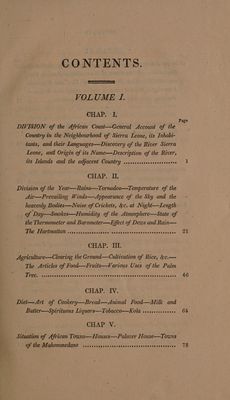 CONTENTS.
VOLUME I.
CHAP. I.
Page
DIVISION of the African Coast—General Account of the
Country in the Neighbourhood of Sierra Leone, its Inhabi-
tants, and their Languages—Discovery of the River Sierra
Leone, and Origin of its Name—Description of the River,
its Islands and the adjacent Country ........................ 1
CHAP. II.
Division of the Year—Rains—Tornados—Temperature of the
Air—Prevailing Winds—Appearance of the Sky and the
heavenly Bodies—Noise of Crickets, &c. at Night—Length
of Day—Smokes—Humidity of the Atmosphere—State of
the Thermometer and Barometer—Effect of Dews and Rain—
The Harmattan .................................................. 21
CHAP. III.
Agriculture—Clearing the Ground—Cultivation of Rice, &c.—
The Articles of Food—Fruits—Various Uses of the Palm
Tree. ............................................................. 46
CHAP. IV.
Diet—Art of Cookery—Bread—Animal Food—Milk and
Butter—Spirituous Liquors—Tobacco—Kola ................ 64
CHAP V.
Situation of African Towns—Houses—Palaver House—Towns
of the Mahommedans ........................................... 78